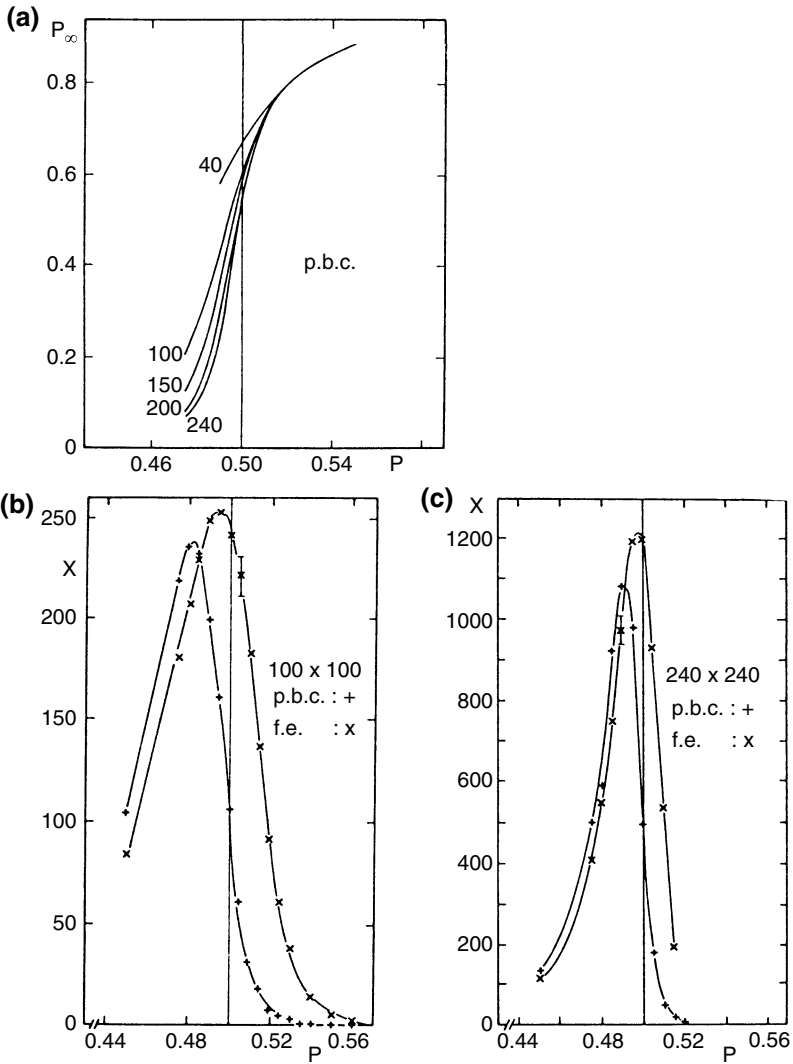 (a)
P∞
0.8
0.6
0.4
0.2
0
40
p.b.c.
100
150
200
240
0.46 0.50 0.54 P
(b)
250
X
200
150
100
50
0
100 x 100
p.b.c. : +
f.e. : x
0.44 0.48 0.52 0.56
P
(c)
X
1200
1000
800
600
400
200
0
240 x 240
p.b.c. : +
f.e. : x
0.44 0.48 0.52 0.56
P